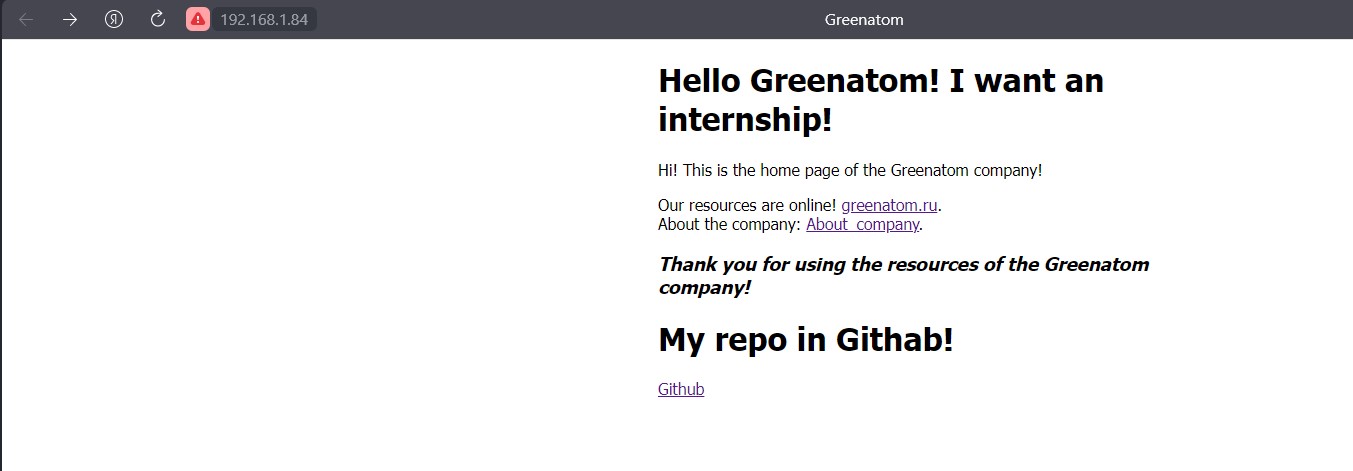 192.168.1.84
Greenatom
Hello Greenatom! I want an
internship!
Hi! This is the home page of the Greenatom company!
Our resources are online! greenatom.ru.
About the company: About_company.
Thank you for using the resources of the Greenatom
company!
My repo in Githab!
Github